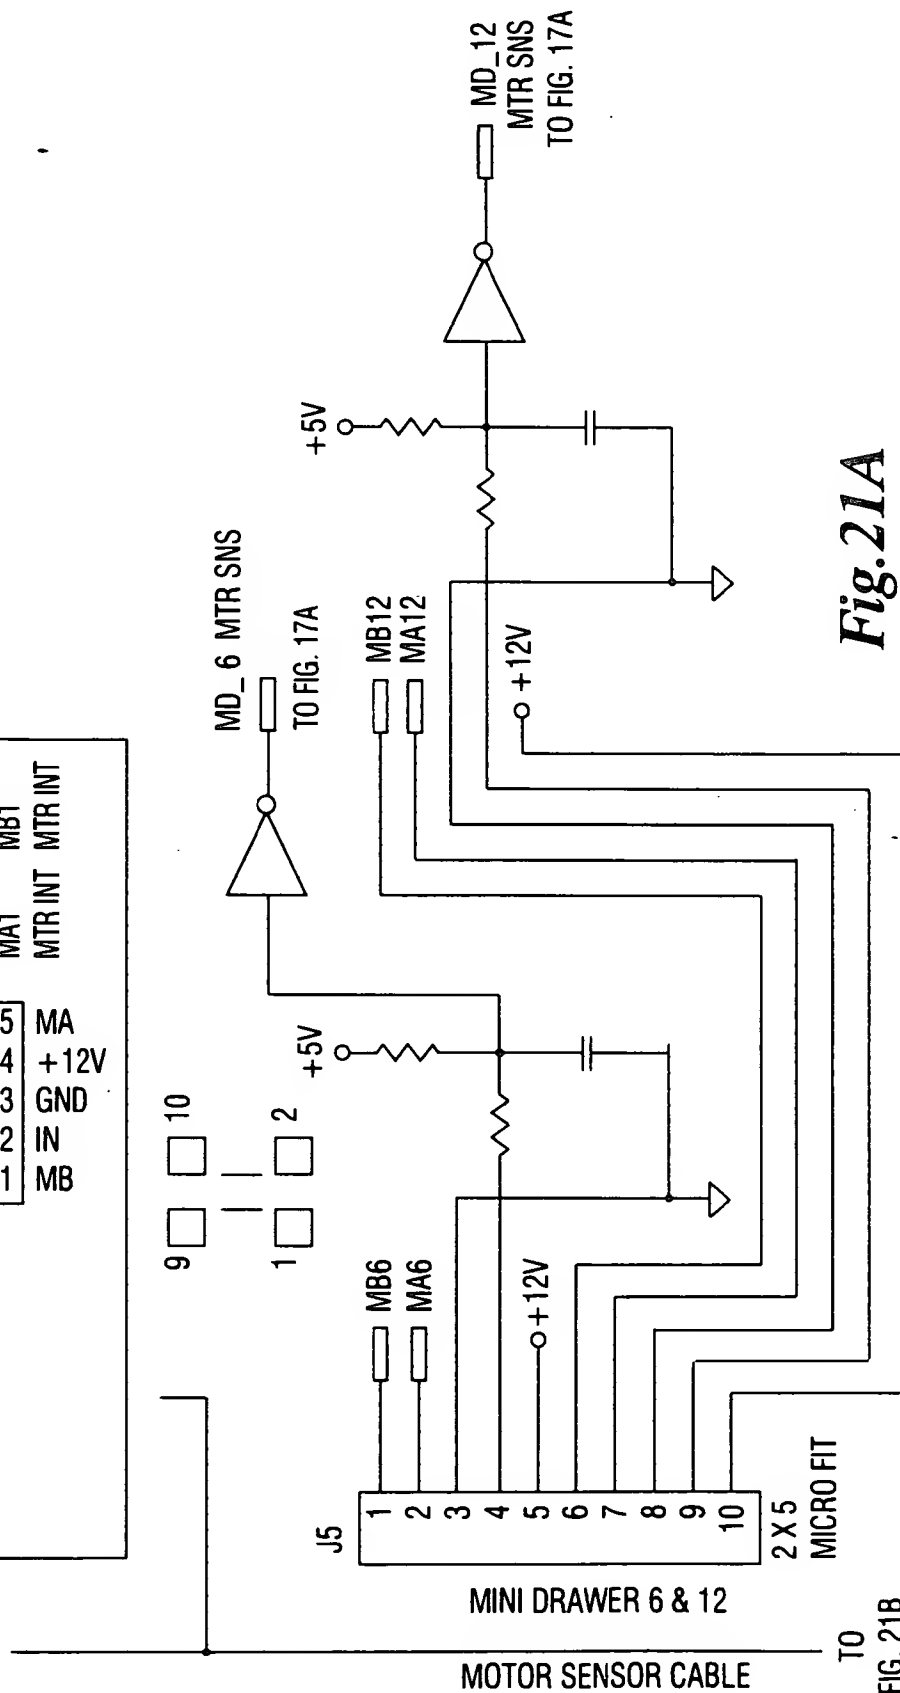 MA1
MTR INT
MB1
MTR INT
5 MA
4 +12V
3 GND
2 IN
1 MB
9
10
1
2
MD_6 MTR SNS
TO FIG. 17A
MD_12
MTR SNS
TO FIG. 17A
+5V
+5V
MB12
MA12
+12V
MB6
MA6
+12V
J5
1
2
3
4
5
6
7
8
9
10
2 X 5
MICRO FIT
MINI DRAWER 6 & 12
MOTOR SENSOR CABLE
TO
FIG. 21B
Fig.21A